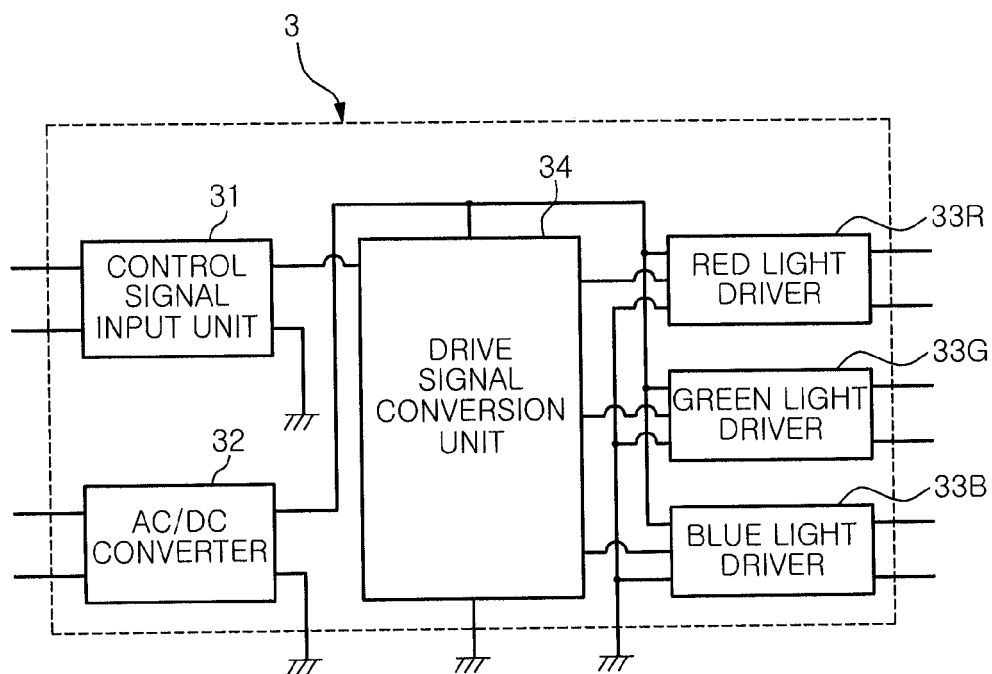 3
31
CONTROL
SIGNAL
INPUT UNIT
32
AC/DC
CONVERTER
34
DRIVE
SIGNAL
CONVERSION
UNIT
33R
RED LIGHT
DRIVER
33G
GREEN LIGHT
DRIVER
33B
BLUE LIGHT
DRIVER